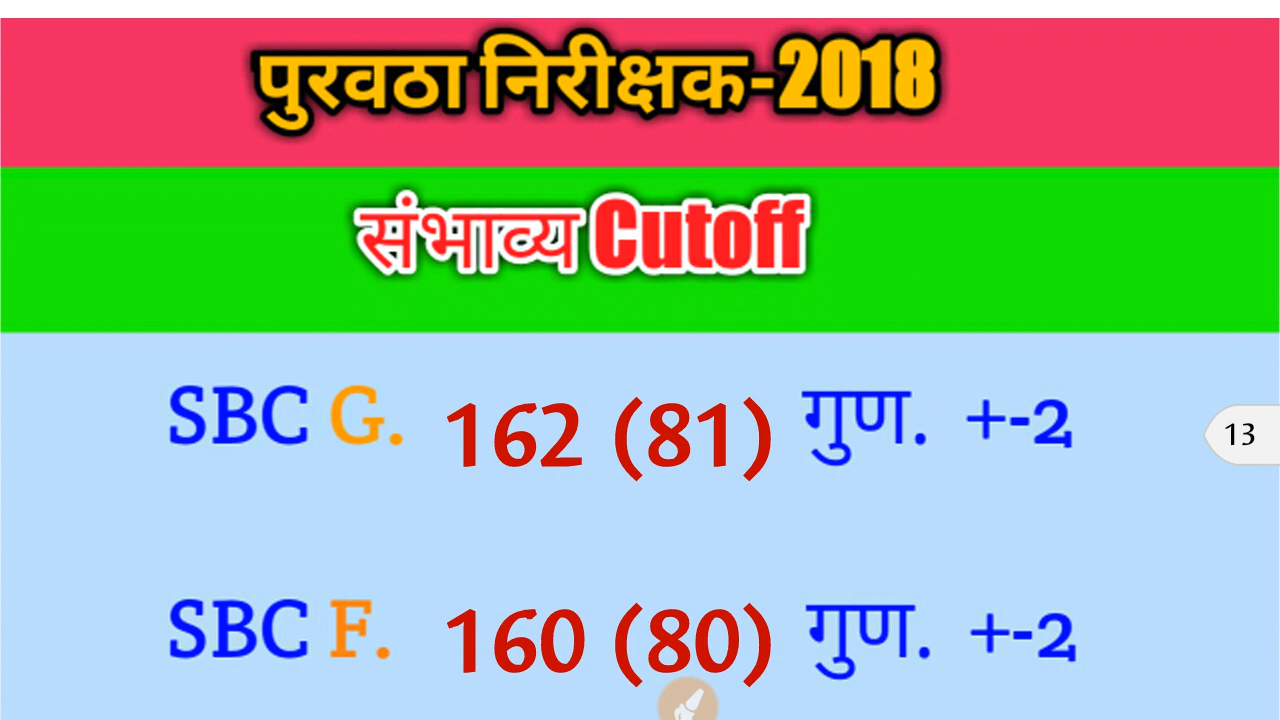 पुरवठा निरीक्षक-2018
संभाव्य Cutoff
SBC G. 162 (81) गुण. +-2
13
SBC F. 160 (80) गुण. +-2